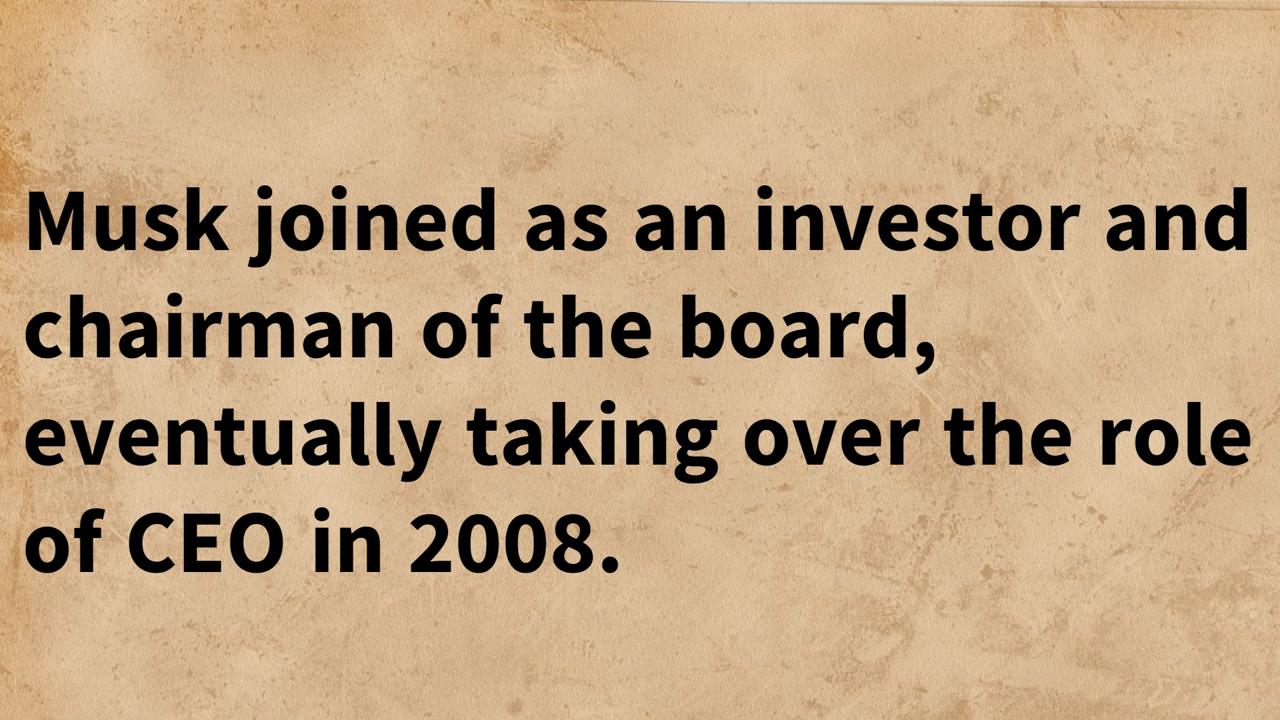 Musk joined as an investor and
chairman of the board,
eventually taking over the role
of CEO in 2008.